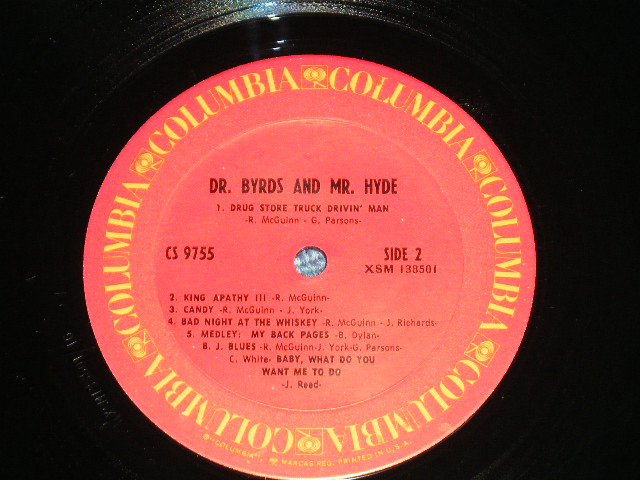 COLUMBIA COLUMBIA COLUMBIA COLUMBIA COLUMBIA COLUMBIA
DR. BYRDS AND MR. HYDE
1. DRUG STORE TRUCK DRIVIN' MAN
-R. McGuinn - G. Parsons-
CS 9755
SIDE 2
XSM 138501
2. KING APATHY III -R. McGuinn-
3. CANDY -R. McGuinn - J. York-
4. BAD NIGHT AT THE WHISKEY -R. McGuinn - J. Richards-
5. MEDLEY: MY BACK PAGES -B. Dylan-
B. J. BLUES -R. McGuinn-J. York-G. Parsons-
C. White- BABY, WHAT DO YOU
WANT ME TO DO
-J. Reed-
® "COLUMBIA" MARCAS REG. PRINTED IN U.S.A.